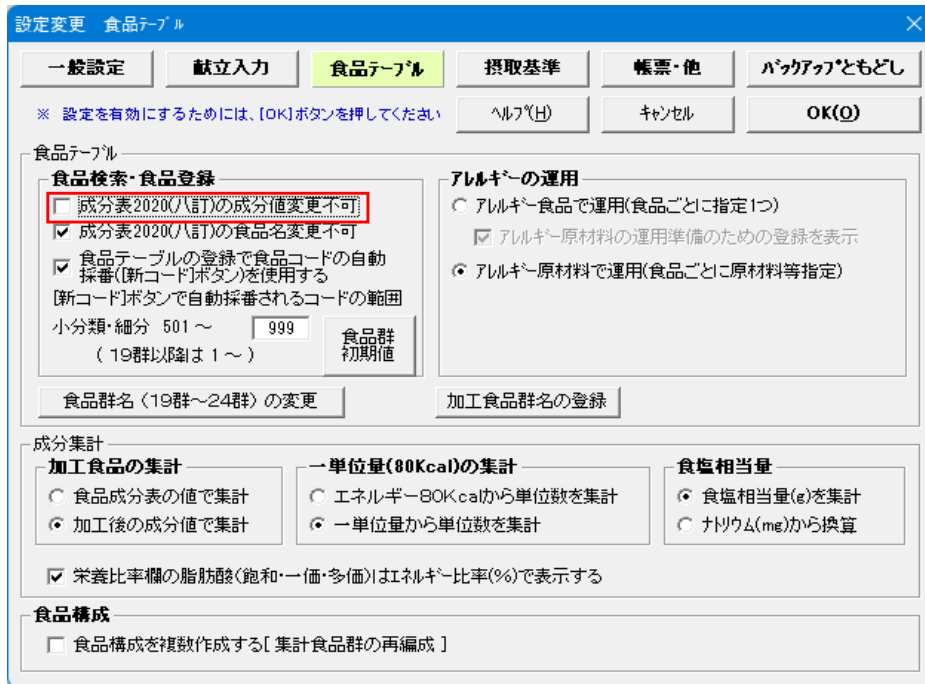 設定変更　食品ﾃｰﾌﾞﾙ
一般設定
献立入力
食品ﾃｰﾌﾞﾙ
摂取基準
帳票・他
ﾊﾞｯｸｱｯﾌﾟともどし
※ 設定を有効にするためには、[OK]ﾎﾞﾀﾝを押してください
ﾍﾙﾌﾟ(H)
ｷｬﾝｾﾙ
OK(O)
食品ﾃｰﾌﾞﾙ
食品検索・食品登録
成分表2020(八訂)の成分値変更不可
成分表2020(八訂)の食品名変更不可
食品テーブルの登録で食品コードの自動
採番([新コード]ボタン)を使用する
[新コード]ボタンで自動採番されるコードの範囲
小分類・細分 501～ 999
(19群以降は1～)
食品群
初期値
アレルギーの運用
ｱﾚﾙｷﾞｰ食品で運用(食品ごとに指定1つ)
ｱﾚﾙｷﾞｰ原材料の運用準備のための登録を表示
ｱﾚﾙｷﾞｰ原材料で運用(食品ごとに原材料等指定)
食品群名(19群～24群)の変更
加工食品群名の登録
成分集計
加工食品の集計
食品成分表の値で集計
加工後の成分値で集計
一単位量(80Kcal)の集計
エネルギー80Kcalから単位数を集計
一単位量から単位数を集計
食塩相当量
食塩相当量(g)を集計
ﾅﾄﾘｳﾑ(mg)から換算
栄養比率欄の脂肪酸(飽和・一価・多価)はｴﾈﾙｷﾞｰ比率(%)で表示する
食品構成
食品構成を複数作成する[ 集計食品群の再編成 ]